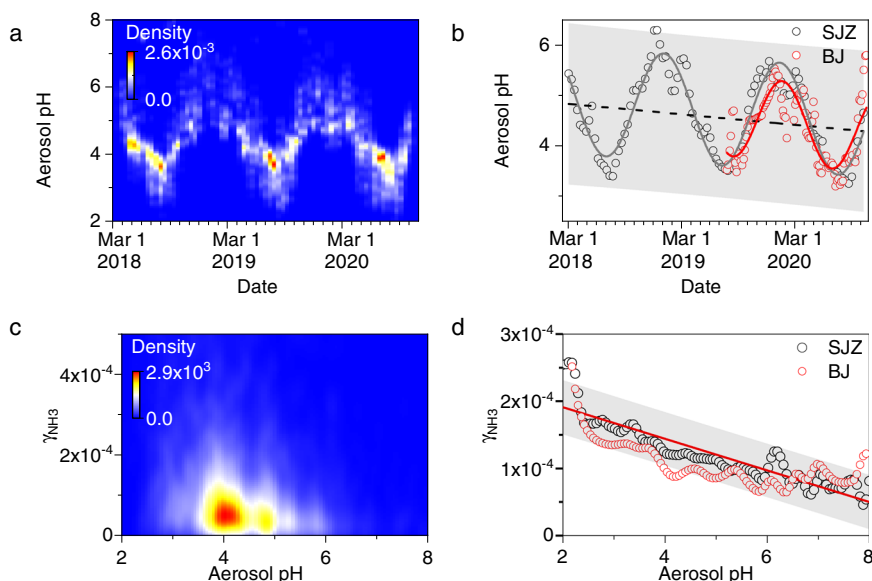 a
8
6
4
2
Aerosol pH
Density
2.6x10⁻³
0.0
Mar 1 Mar 1 Mar 1
2018 2019 2020
Date
b
6
4
Aerosol pH
SJZ
BJ
Mar 1 Mar 1 Mar 1
2018 2019 2020
Date
c
4x10⁻⁴
2x10⁻⁴
0
γNH3
Density
2.9x10³
0.0
2 4 6 8
Aerosol pH
d
3x10⁻⁴
2x10⁻⁴
1x10⁻⁴
0
γNH3
SJZ
BJ
2 4 6 8
Aerosol pH